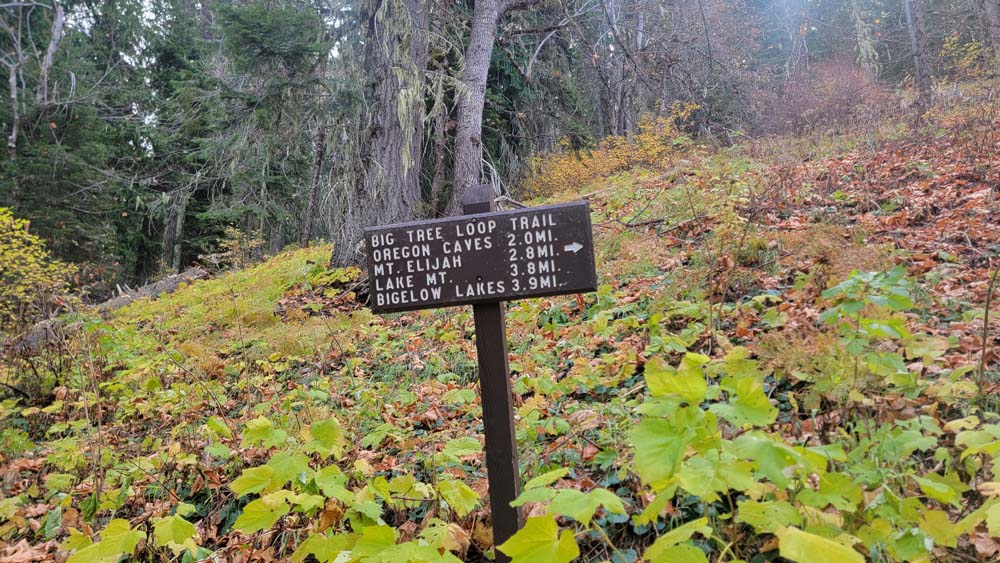 BIG TREE LOOP TRAIL
OREGON CAVES 2.0MI.
MT. ELIJAH 2.8MI. →
LAKE MT. 3.8MI.
BIGELOW LAKES 3.9MI.